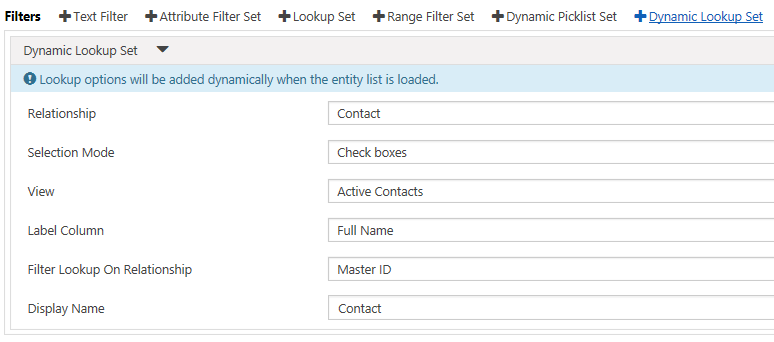 Filters +Text Filter +Attribute Filter Set +Lookup Set +Range Filter Set +Dynamic Picklist Set +Dynamic Lookup Set
Dynamic Lookup Set
Lookup options will be added dynamically when the entity list is loaded.
Relationship Contact
Selection Mode Check boxes
View Active Contacts
Label Column Full Name
Filter Lookup On Relationship Master ID
Display Name Contact